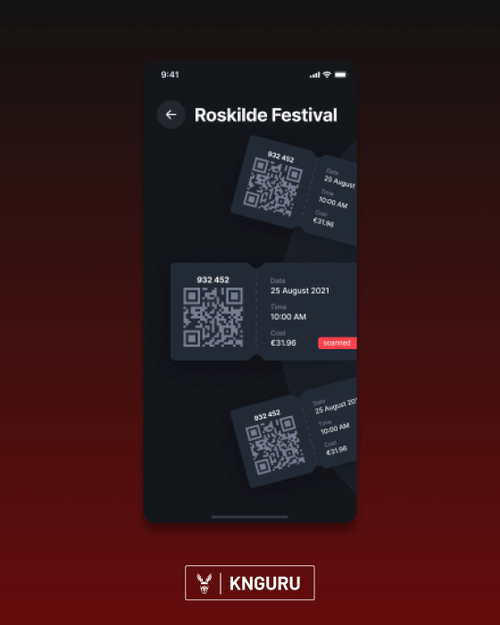 9:41
Roskilde Festival
932 452
Date
25 August
Time
10:00 AM
Cost
€31.96
932 452
Date
25 August 2021
Time
10:00 AM
Cost
€31.96
scanned
932 452
Date
25 August 20
Time
10:00 AM
Cost
€31.96
KNGURU